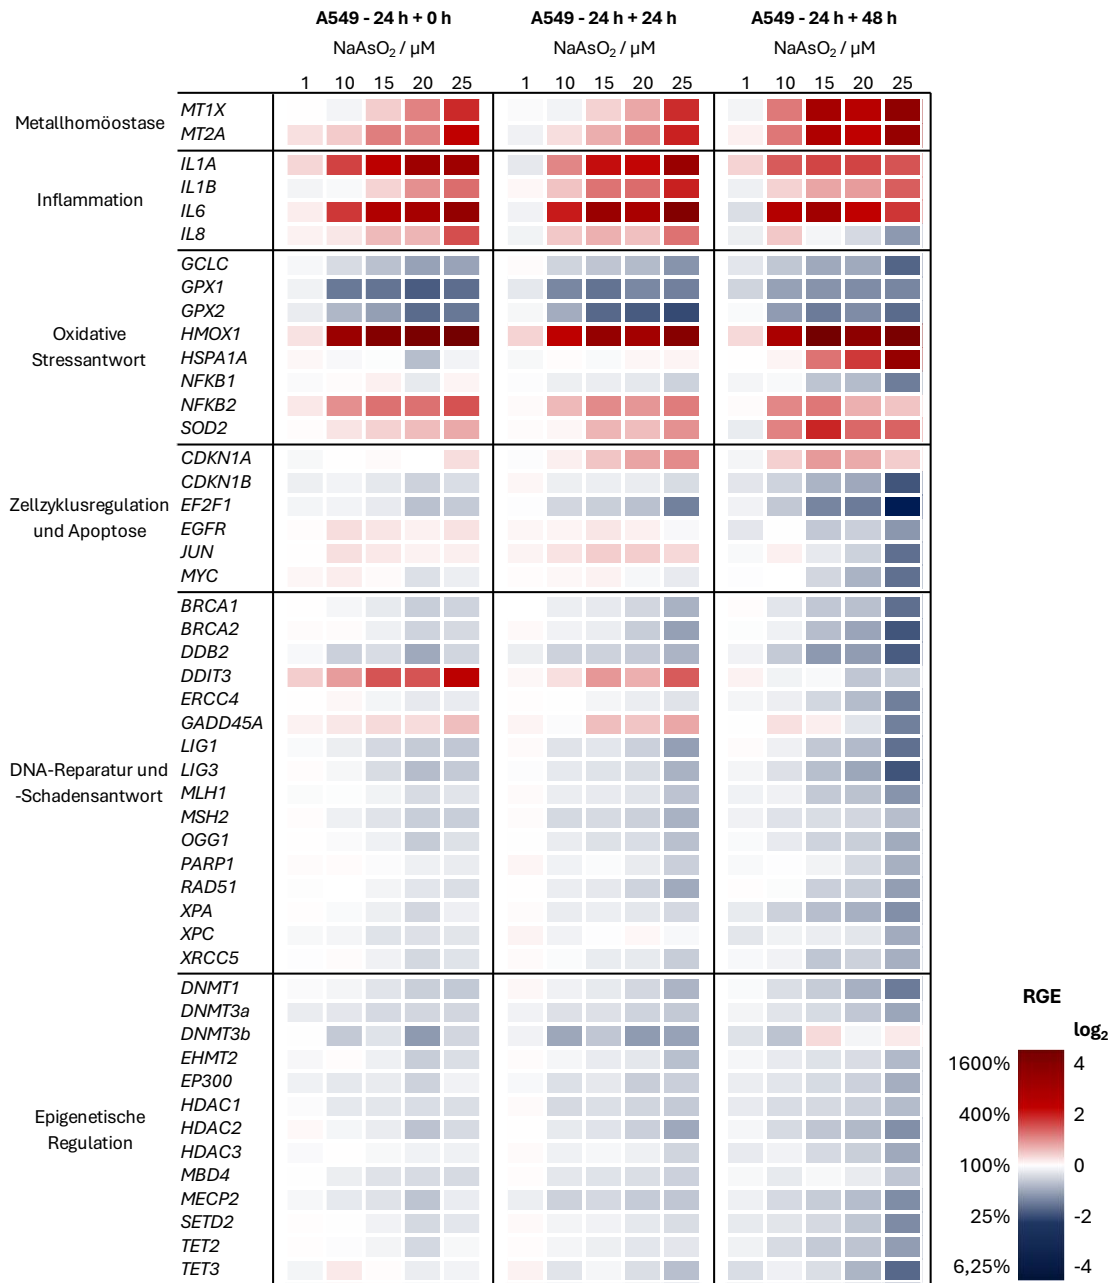 A549 - 24 h + 0 h
NaAsO₂ / µM
1 10 15 20 25
A549 - 24 h + 24 h
NaAsO₂ / µM
1 10 15 20 25
A549 - 24 h + 48 h
NaAsO₂ / µM
1 10 15 20 25
Metallhomöostase
MT1X
MT2A
Inflammation
IL1A
IL1B
IL6
IL8
Oxidative
Stressantwort
GCLC
GPX1
GPX2
HMOX1
HSPA1A
NFKB1
NFKB2
SOD2
Zellzyklusregulation
und Apoptose
CDKN1A
CDKN1B
EF2F1
EGFR
JUN
MYC
DNA-Reparatur und
-Schadensantwort
BRCA1
BRCA2
DDB2
DDIT3
ERCC4
GADD45A
LIG1
LIG3
MLH1
MSH2
OGG1
PARP1
RAD51
XPA
XPC
XRCC5
Epigenetische
Regulation
DNMT1
DNMT3a
DNMT3b
EHMT2
EP300
HDAC1
HDAC2
HDAC3
MBD4
MECP2
SETD2
TET2
TET3
RGE
log₂
1600% 4
400% 2
100% 0
25% -2
6,25% -4